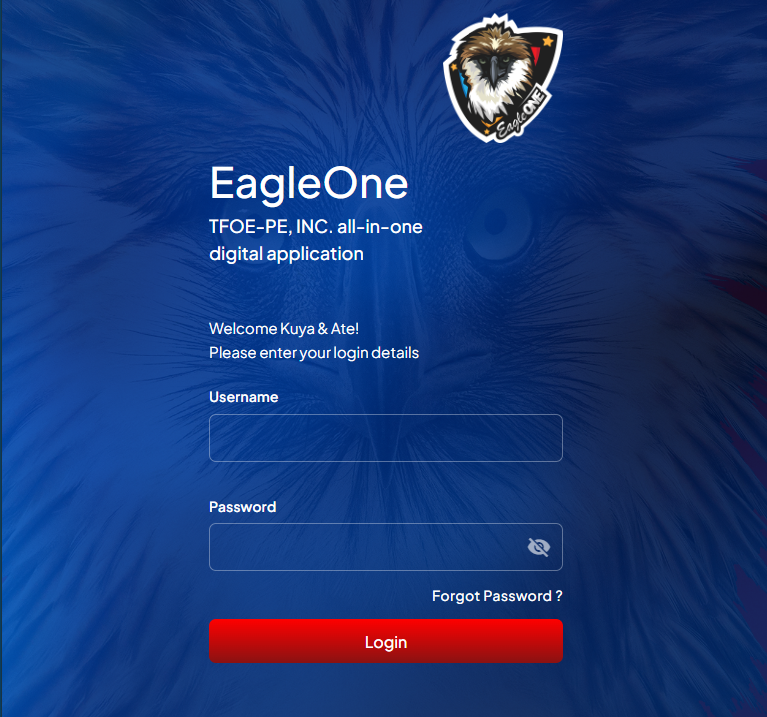 EagleONE
EagleOne
TFOE-PE, INC. all-in-one
digital application
Welcome Kuya & Ate!
Please enter your login details
Username
Password
Forgot Password ?
Login